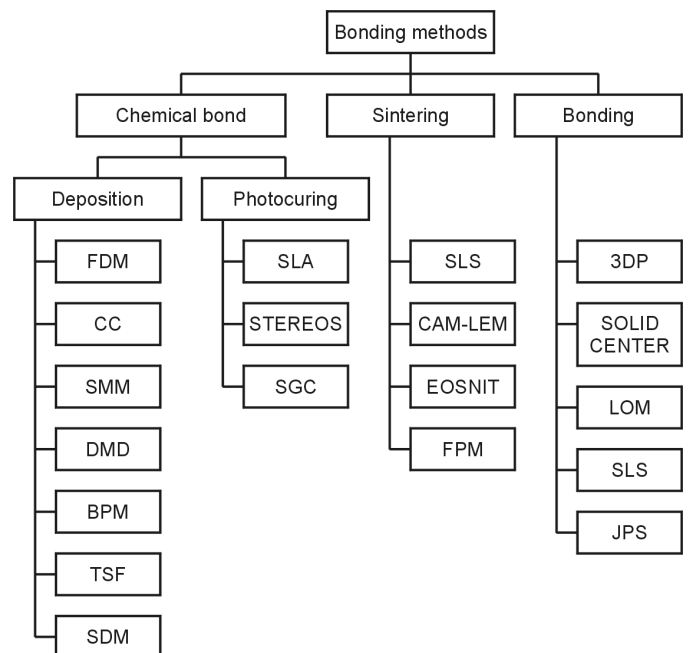 Bonding methods
Chemical bond
Sintering
Bonding
Deposition
Photocuring
FDM
SLA
SLS
3DP
CC
STEREOS
CAM-LEM
SOLID
CENTER
SMM
SGC
EOSNIT
LOM
DMD
FPM
SLS
BPM
JPS
TSF
SDM